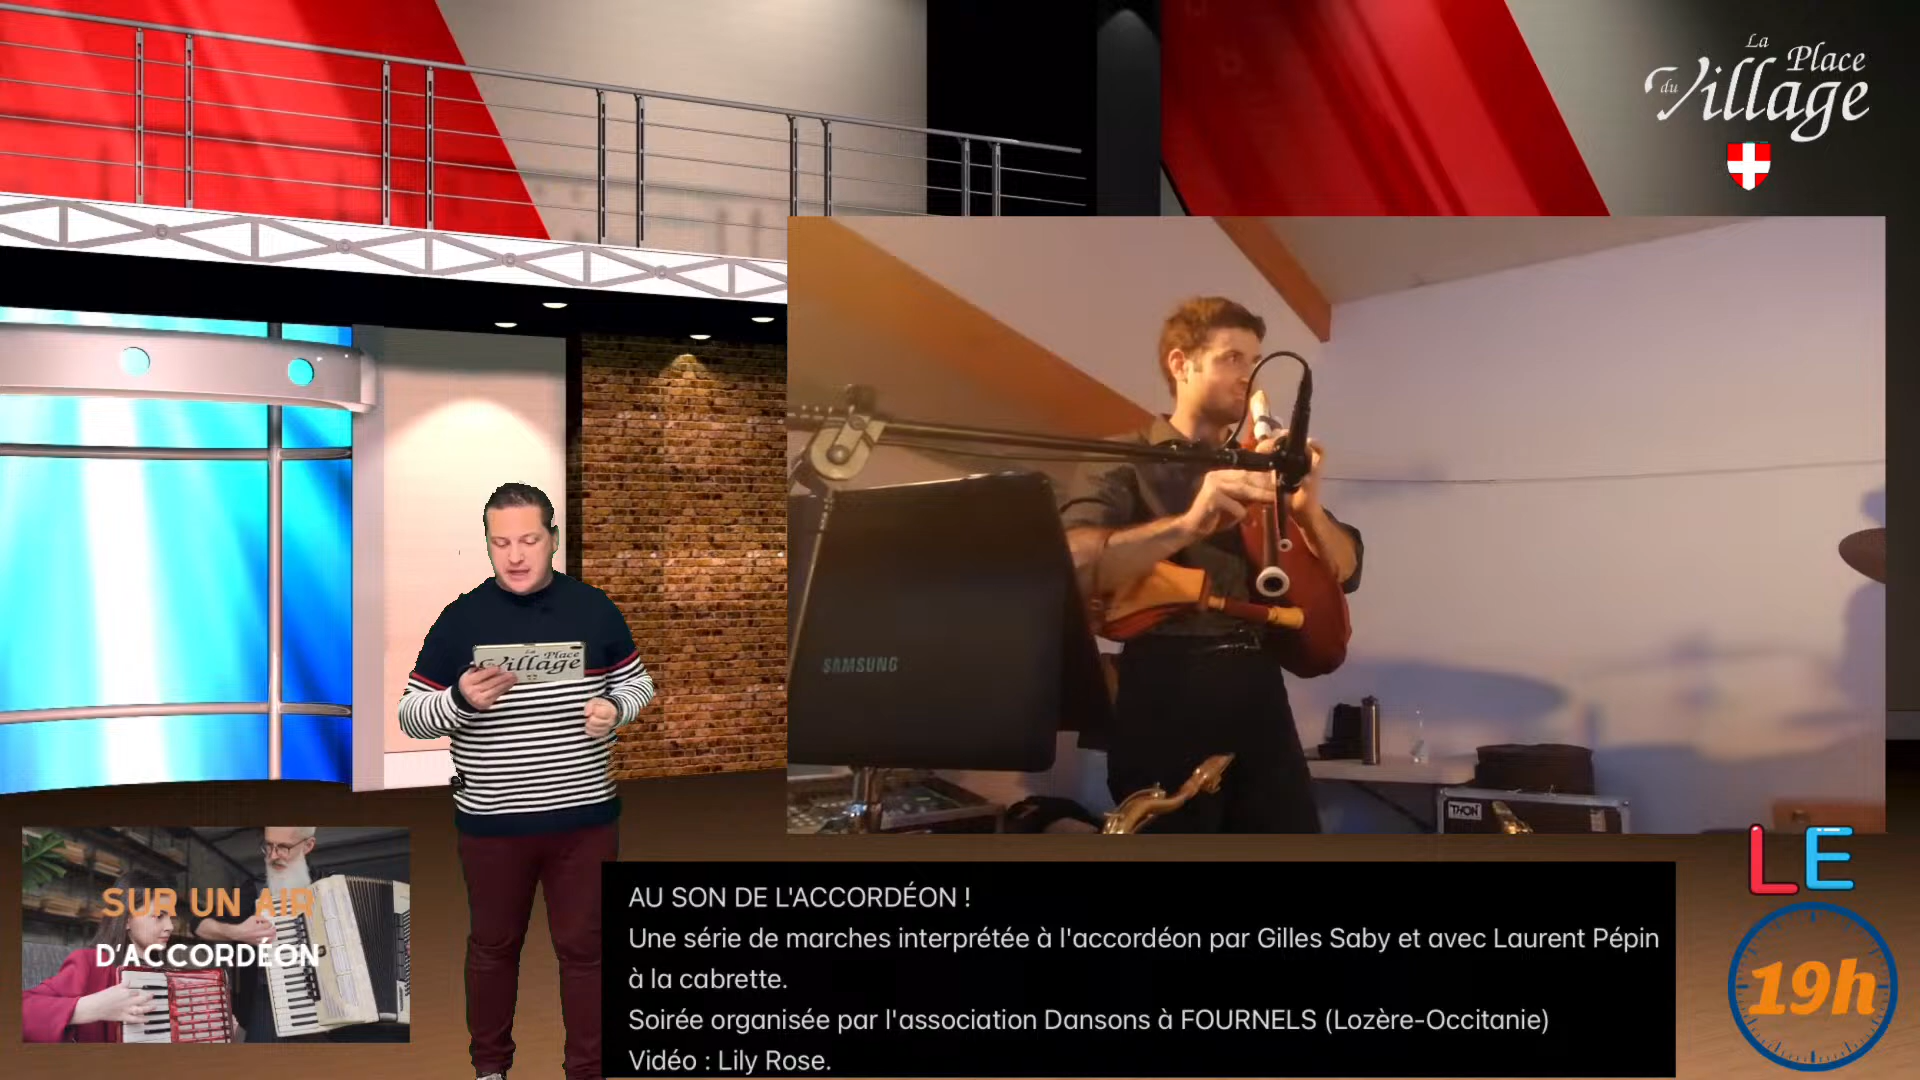 La
Place
du
Village
SAMSUNG
La
Place
Village
THON
SUR UN AIR
D'ACCORDÉON
AU SON DE L'ACCORDÉON !
Une série de marches interprétée à l'accordéon par Gilles Saby et avec Laurent Pépin
à la cabrette.
Soirée organisée par l'association Dansons à FOURNELS (Lozère-Occitanie)
Vidéo : Lily Rose.
LE
19h